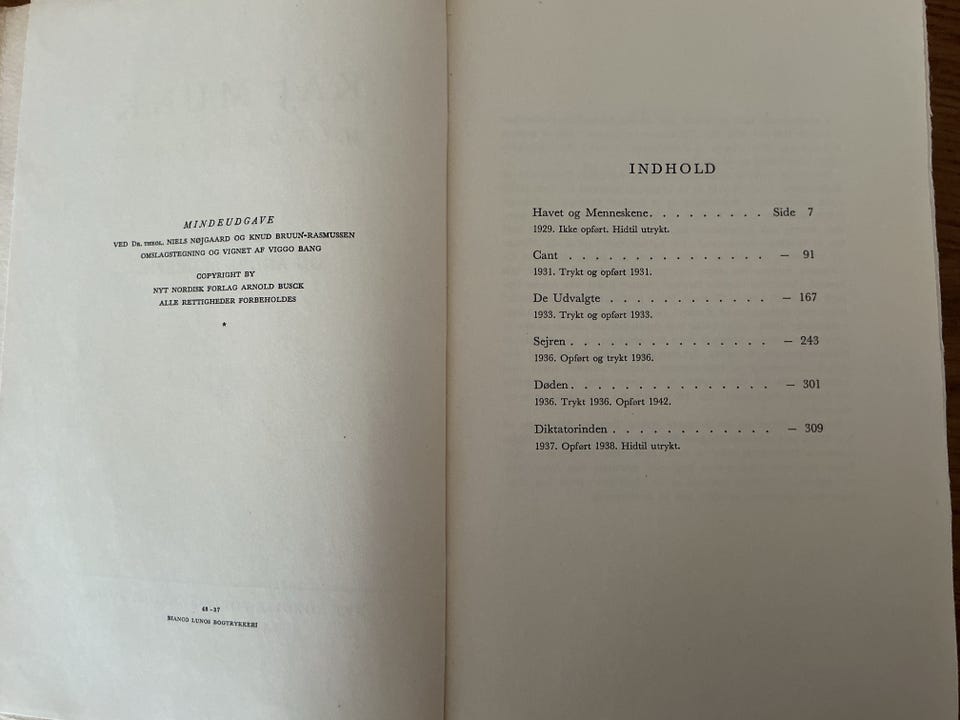 MINDEUDGAVE
VED DR. THEOL. NIELS NØJGAARD OG KNUD BRUUN-RASMUSSEN
OMSLAGSTEGNING OG VIGNET AF VIGGO BANG
COPYRIGHT BY
NYT NORDISK FORLAG ARNOLD BUSCK
ALLE RETTIGHEDER FORBEHOLDES
*
48-37
BIANCO LUNOS BOGTRYKKERI
INDHOLD
Havet og Menneskene. . . . . . . . . Side 7
1929. Ikke opført. Hidtil utrykt.
Cant . . . . . . . . . . . . . . . — 91
1931. Trykt og opført 1931.
De Udvalgte . . . . . . . . . . . . — 167
1933. Trykt og opført 1933.
Sejren . . . . . . . . . . . . . . . — 243
1936. Opført og trykt 1936.
Døden. . . . . . . . . . . . . . . — 301
1936. Trykt 1936. Opført 1942.
Diktatorinden . . . . . . . . . . . . — 309
1937. Opført 1938. Hidtil utrykt.